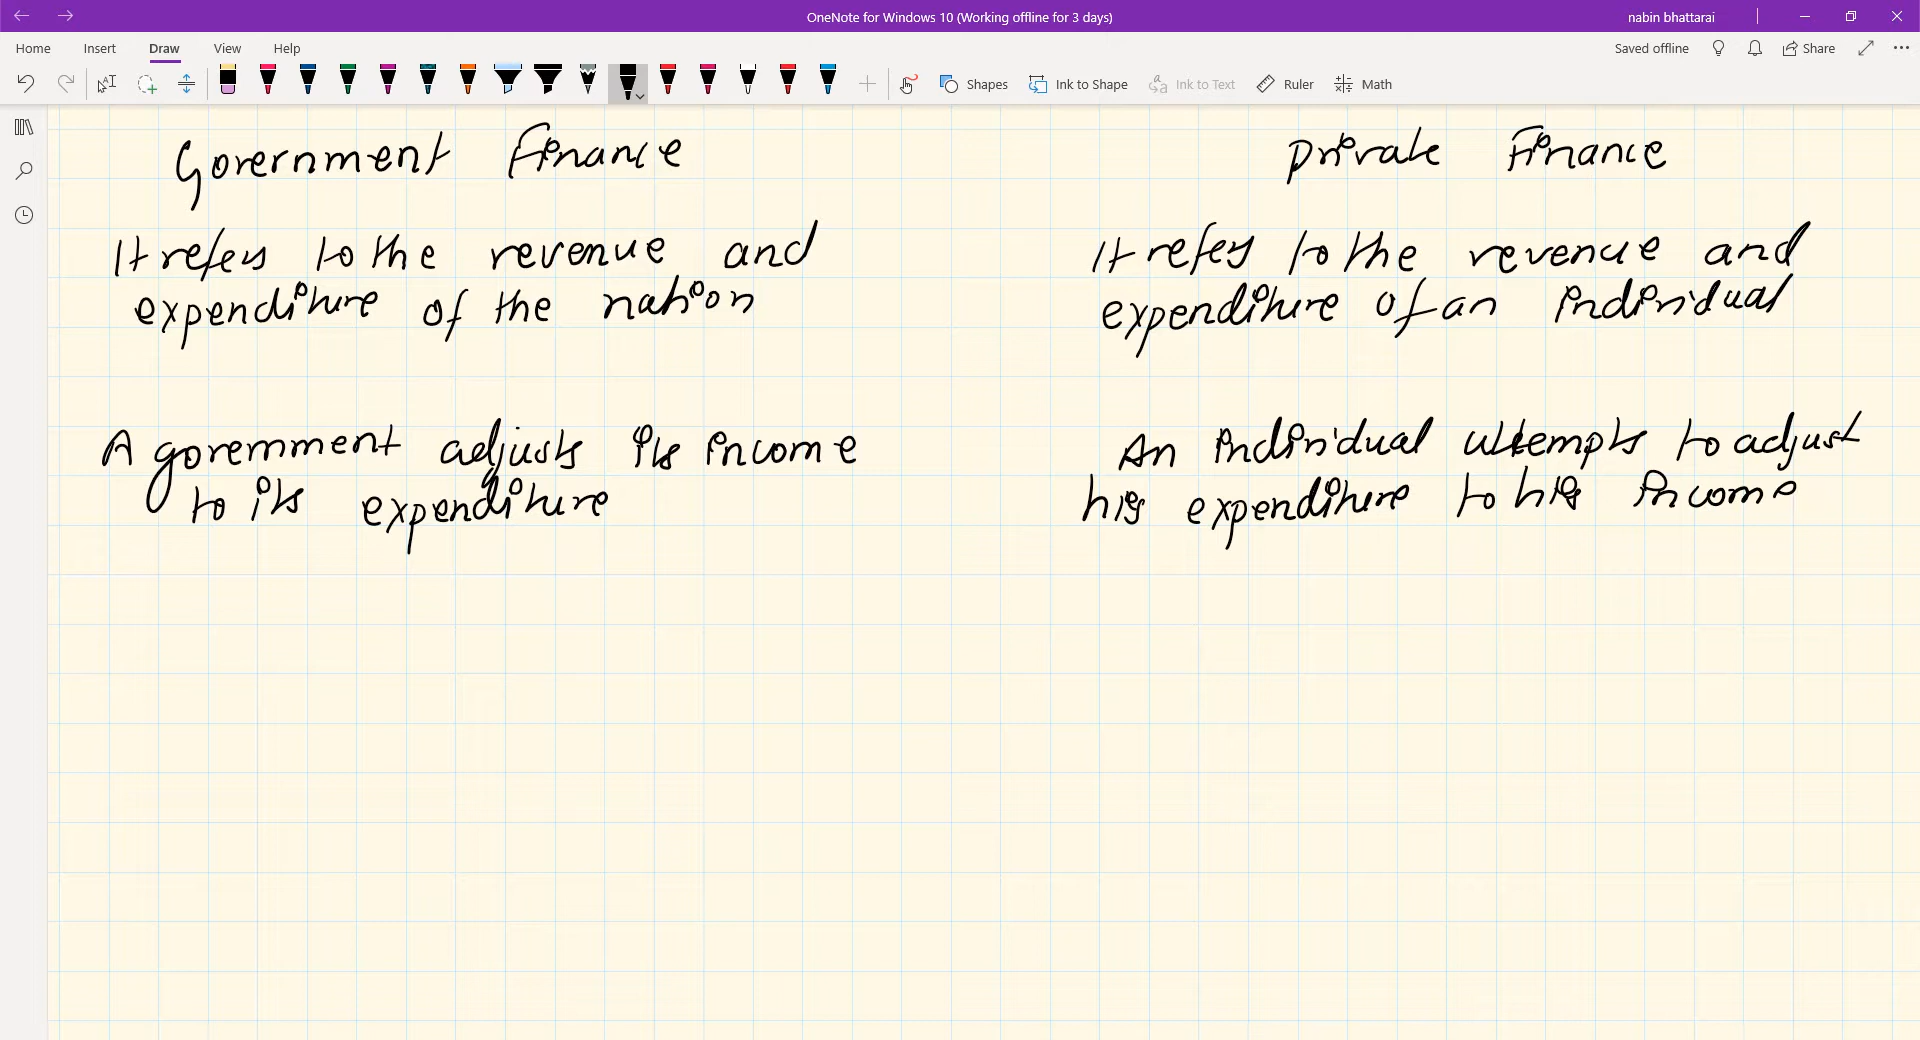 OneNote for Windows 10 (Working offline for 3 days)
nabin bhattarai
Home Insert Draw View Help
Saved offline Share
Shapes Ink to Shape Ink to Text Ruler Math
Government Finance
Private Finance
It refers to the revenue and
expenditure of the nation
It refers to the revenue and
expenditure of an individual
A government adjusts its income
to its expenditure
An individual attempts to adjust
his expenditure to his income